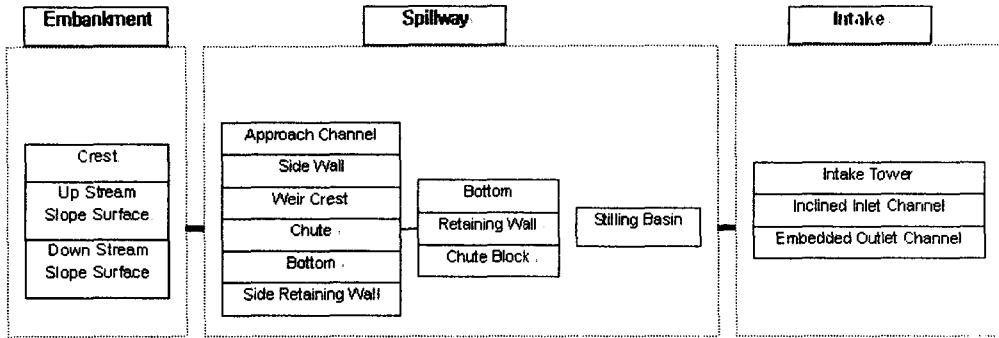 Embankment
Spillway
Intake
Crest
Up Stream
Slope Surface
Down Stream
Slope Surface
Approach Channel
Side Wall
Weir Crest
Chute
Bottom
Side Retaining Wall
Bottom
Retaining Wall
Chute Block
Stilling Basin
Intake Tower
Inclined Inlet Channel
Embedded Outlet Channel